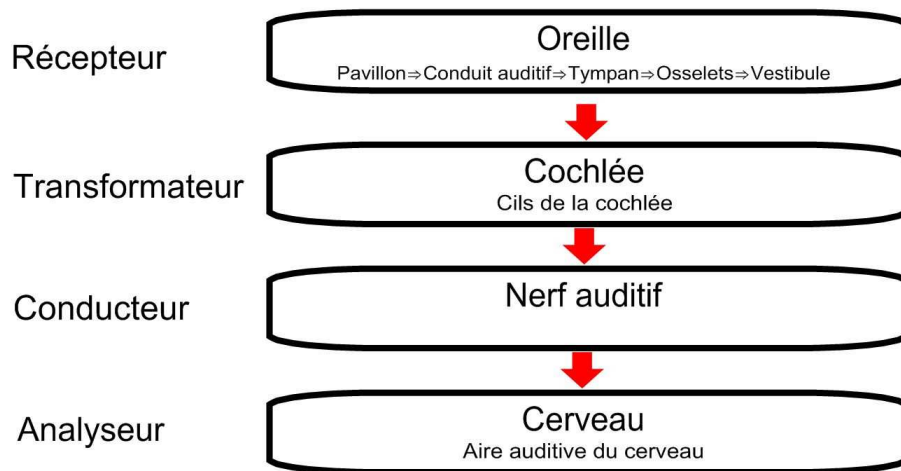 Récepteur
Oreille
Pavillon⇒Conduit auditif⇒Tympan⇒Osselets⇒Vestibule
Transformateur
Cochlée
Cils de la cochlée
Conducteur
Nerf auditif
Analyseur
Cerveau
Aire auditive du cerveau